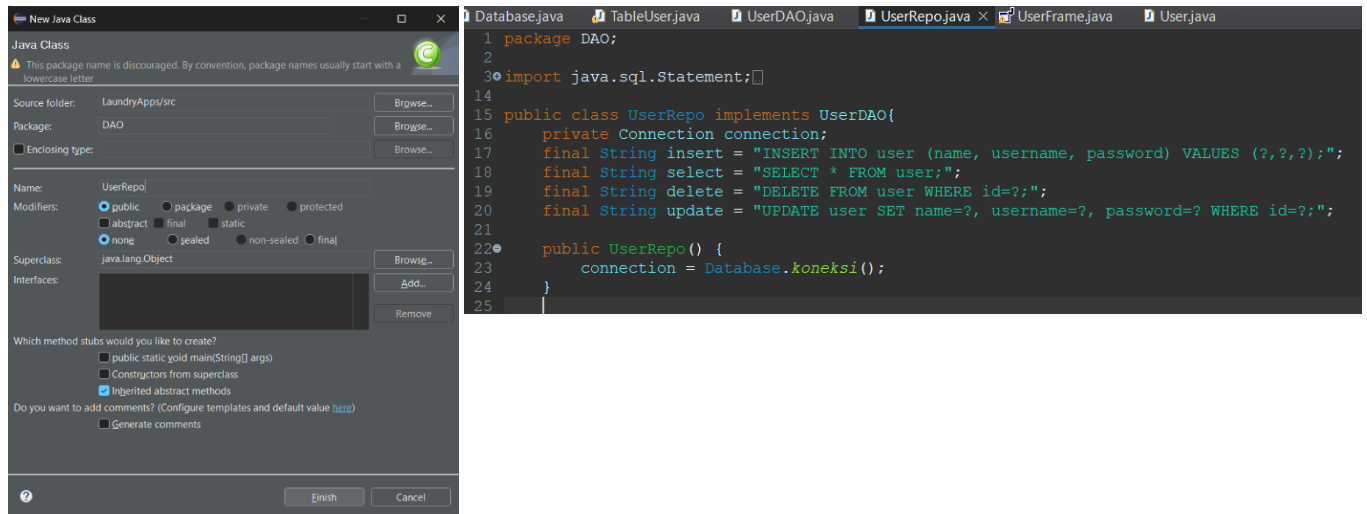 New Java Class
Java Class
This package name is discouraged. By convention, package names usually start with a
lowercase letter
Source folder: LaundryApps/src Browse...
Package: DAO Browse...
Enclosing type: Browse...
Name: UserRepo
Modifiers: public package private protected
abstract final static
none sealed non-sealed final
Superclass: java.lang.Object Browse...
Interfaces: Add...
Remove
Which method stubs would you like to create?
public static void main(String[] args)
Constructors from superclass
Inherited abstract methods
Do you want to add comments? (Configure templates and default value here)
Generate comments
? Finish Cancel
Database.java TableUser.java UserDAO.java UserRepo.java × UserFrame.java User.java
1 package DAO;
2
3 import java.sql.Statement;
14
15 public class UserRepo implements UserDAO{
16 private Connection connection;
17 final String insert = "INSERT INTO user (name, username, password) VALUES (?,?,?);";
18 final String select = "SELECT * FROM user;";
19 final String delete = "DELETE FROM user WHERE id=?;";
20 final String update = "UPDATE user SET name=?, username=?, password=? WHERE id=?;";
21
22 public UserRepo() {
23 connection = Database.koneksi();
24 }
25